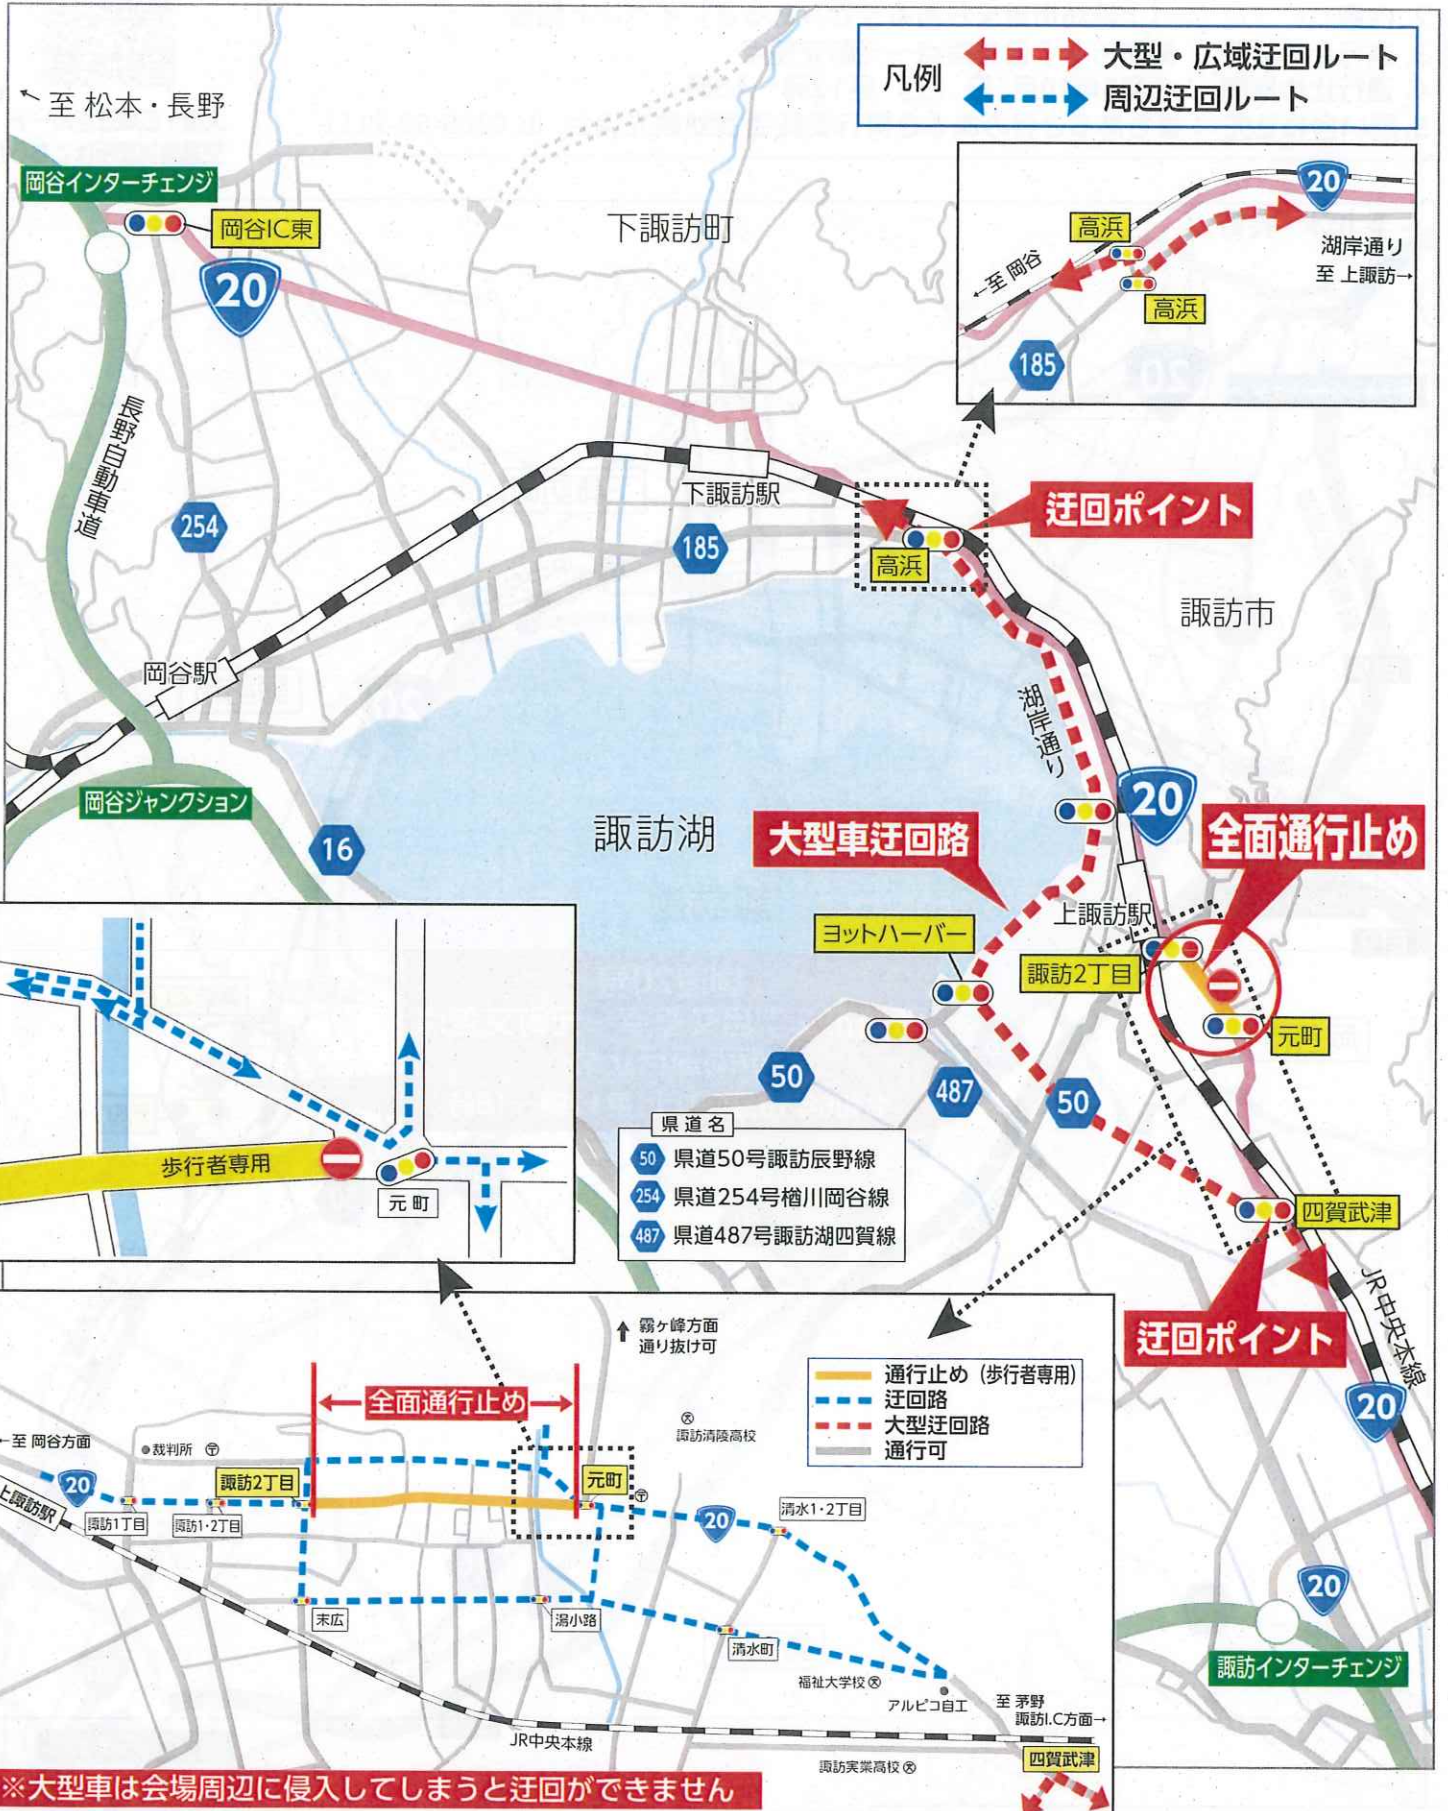 凡例
大型・広域迂回ルート
周辺迂回ルート
至 松本・長野
岡谷インターチェンジ
岡谷IC東
20
下諏訪町
20
高浜
←至 岡谷
高浜
湖岸通り
至 上諏訪→
185
長野自動車道
254
下諏訪駅
185
高浜
迂回ポイント
諏訪市
岡谷駅
湖岸通り
岡谷ジャンクション
16
諏訪湖
大型車迂回路
20
全面通行止め
上諏訪駅
ヨットハーバー
諏訪2丁目
元町
50
487
50
県道名
50 県道50号諏訪辰野線
254 県道254号楢川岡谷線
487 県道487号諏訪湖四賀線
歩行者専用
元町
四賀武津
迂回ポイント
JR中央本線
20
20
諏訪インターチェンジ
霧ヶ峰方面
通り抜け可
通行止め（歩行者専用）
迂回路
大型迂回路
通行可
全面通行止め
←至 岡谷方面
裁判所
諏訪清陵高校
20
諏訪2丁目
元町
上諏訪駅
諏訪1丁目
諏訪1・2丁目
20
清水1・2丁目
末広
湯小路
清水町
福祉大学校
アルピコ自工
至 茅野
諏訪I.C方面→
JR中央本線
諏訪実業高校
四賀武津
※大型車は会場周辺に侵入してしまうと迂回ができません